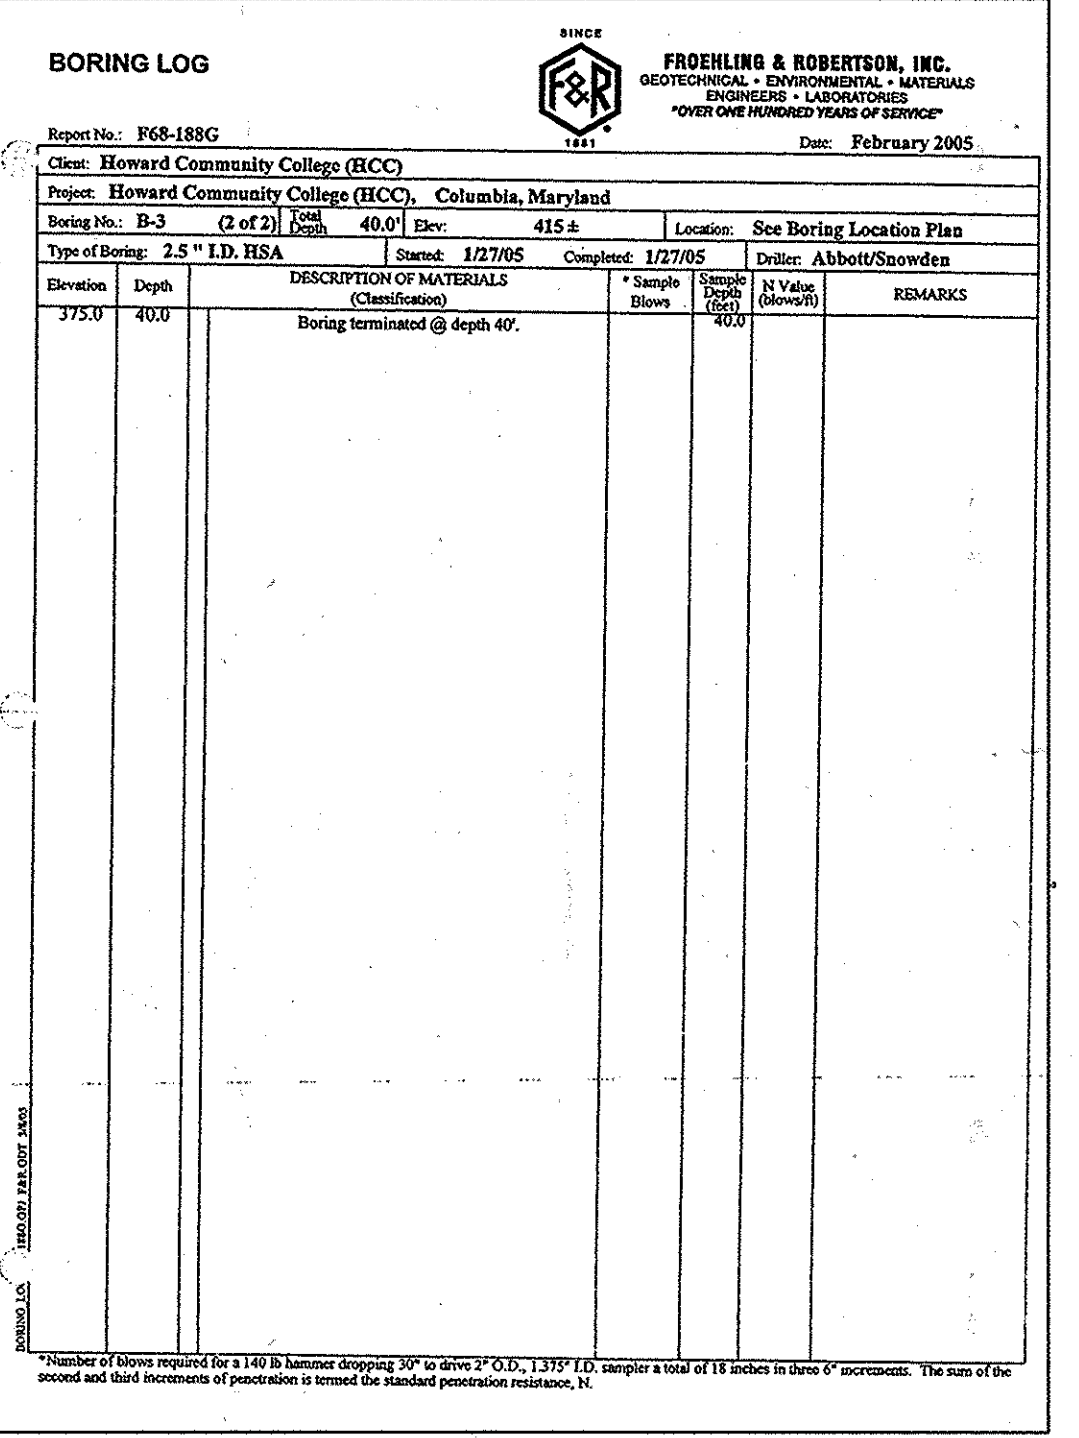 BORING LOG
SINCE
F&R
1881
FROEHLING & ROBERTSON, INC.
GEOTECHNICAL • ENVIRONMENTAL • MATERIALS
ENGINEERS • LABORATORIES
"OVER ONE HUNDRED YEARS OF SERVICE"
Report No.: F68-188G
Date: February 2005
Client: Howard Community College (HCC)
Project: Howard Community College (HCC), Columbia, Maryland
Boring No.: B-3 (2 of 2) Total Depth 40.0' Elev: 415 ± Location: See Boring Location Plan
Type of Boring: 2.5 " I.D. HSA Started: 1/27/05 Completed: 1/27/05 Driller: Abbott/Snowden
Elevation Depth DESCRIPTION OF MATERIALS (Classification) * Sample Blows Sample Depth (feet) N Value (blows/ft) REMARKS
375.0 40.0 Boring terminated @ depth 40'. 40.0
*Number of blows required for a 140 lb hammer dropping 30" to drive 2" O.D., 1.375" I.D. sampler a total of 18 inches in three 6" increments. The sum of the
second and third increments of penetration is termed the standard penetration resistance, N.